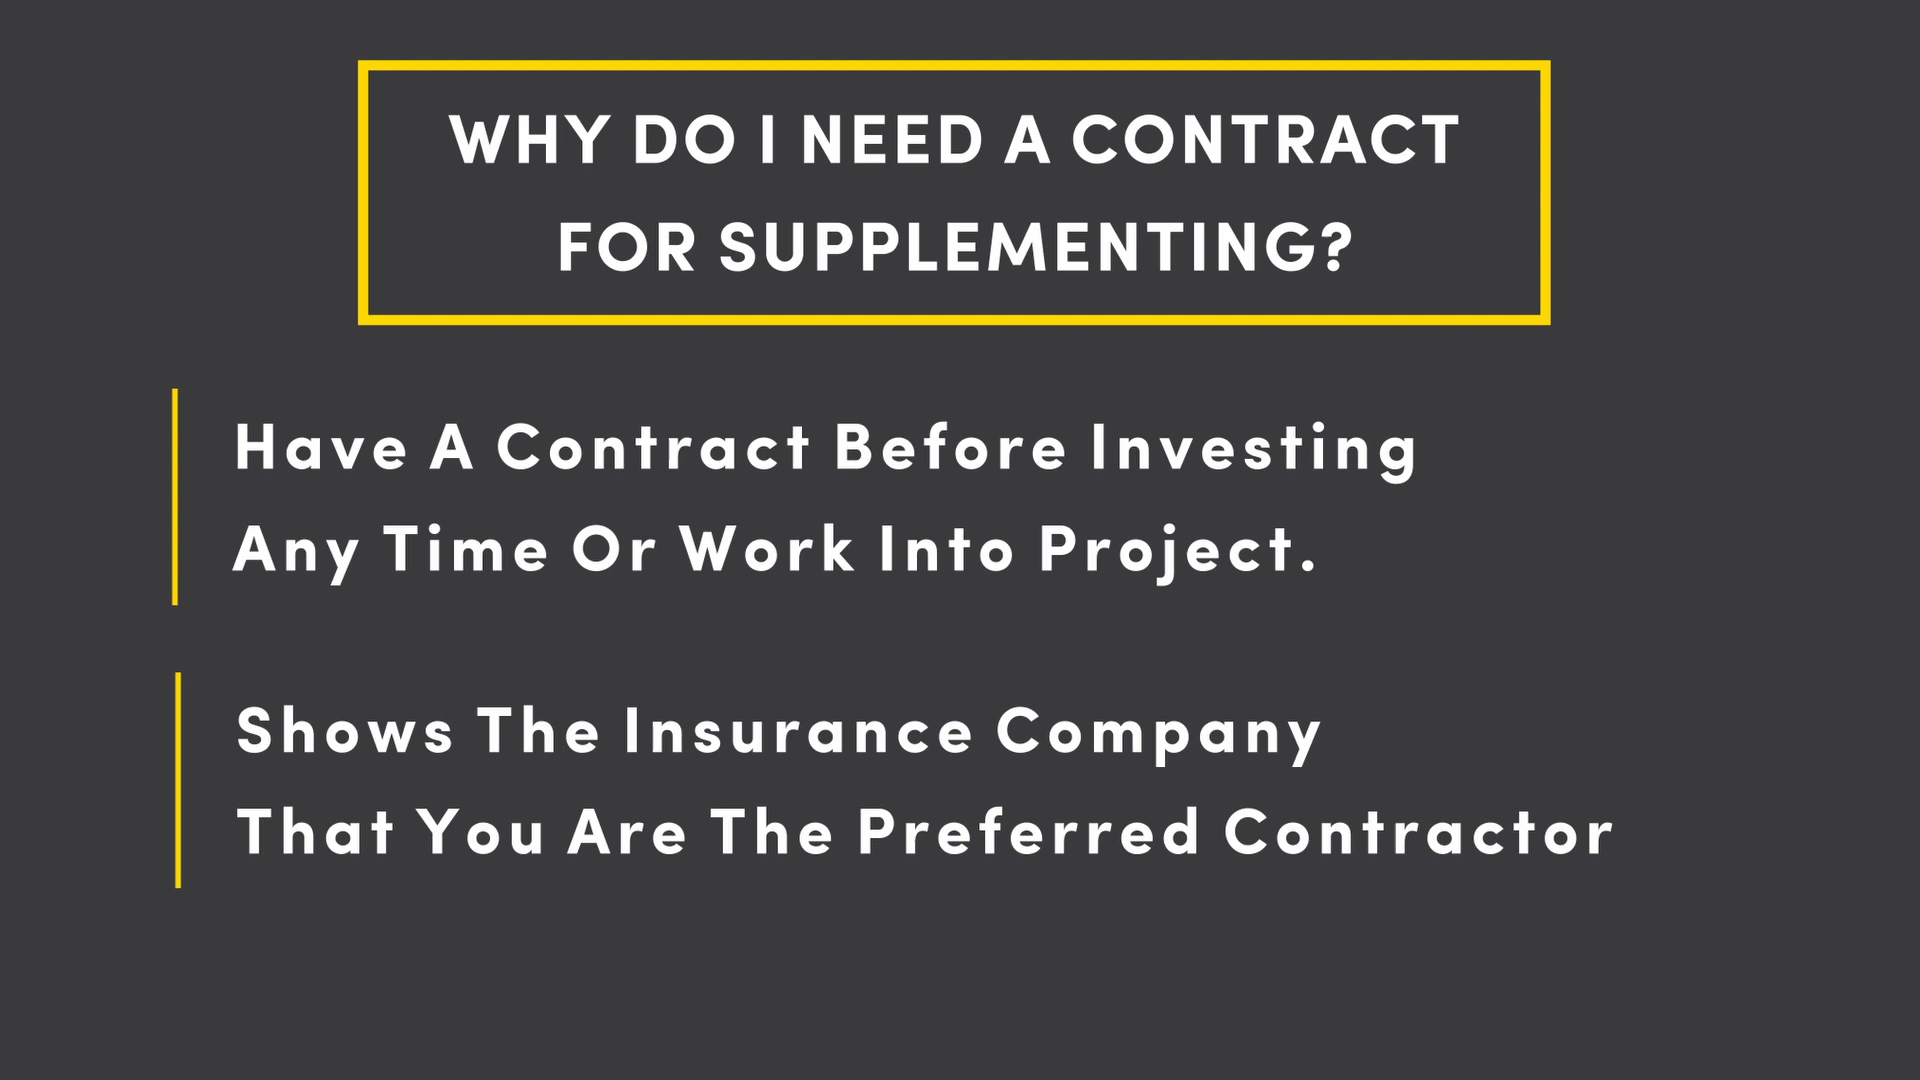 WHY DO I NEED A CONTRACT
FOR SUPPLEMENTING?
Have A Contract Before Investing
Any Time Or Work Into Project.
Shows The Insurance Company
That You Are The Preferred Contractor